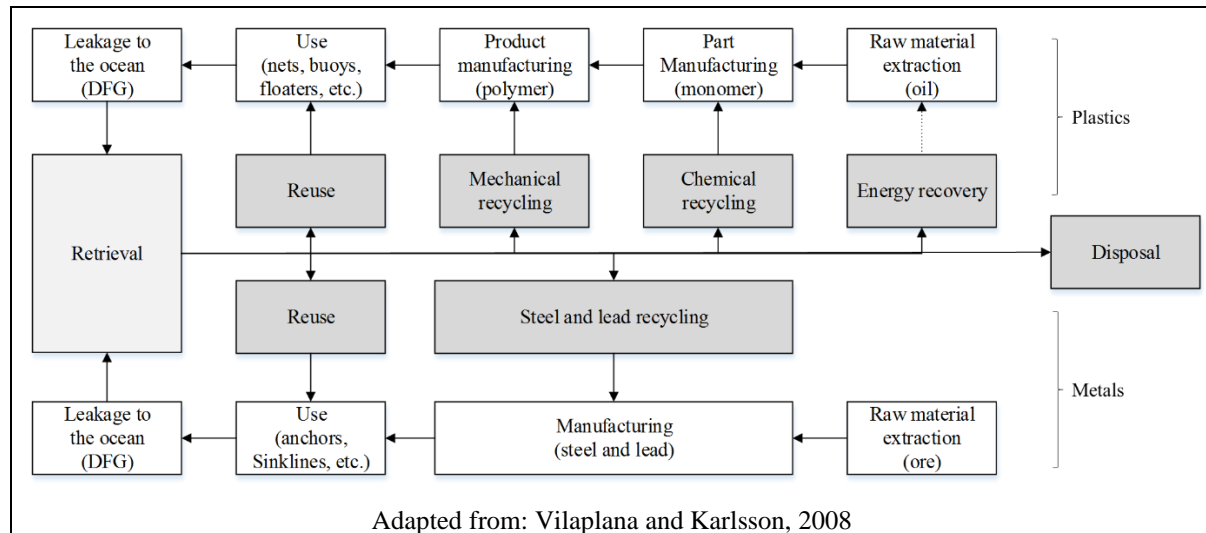 Leakage to
the ocean
(DFG)
Use
(nets, buoys,
floaters, etc.)
Product
manufacturing
(polymer)
Part
Manufacturing
(monomer)
Raw material
extraction
(oil)
Plastics
Retrieval
Reuse
Mechanical
recycling
Chemical
recycling
Energy recovery
Disposal
Reuse
Steel and lead recycling
Metals
Leakage to
the ocean
(DFG)
Use
(anchors,
Sinklines, etc.)
Manufacturing
(steel and lead)
Raw material
extraction
(ore)
Adapted from: Vilaplana and Karlsson, 2008